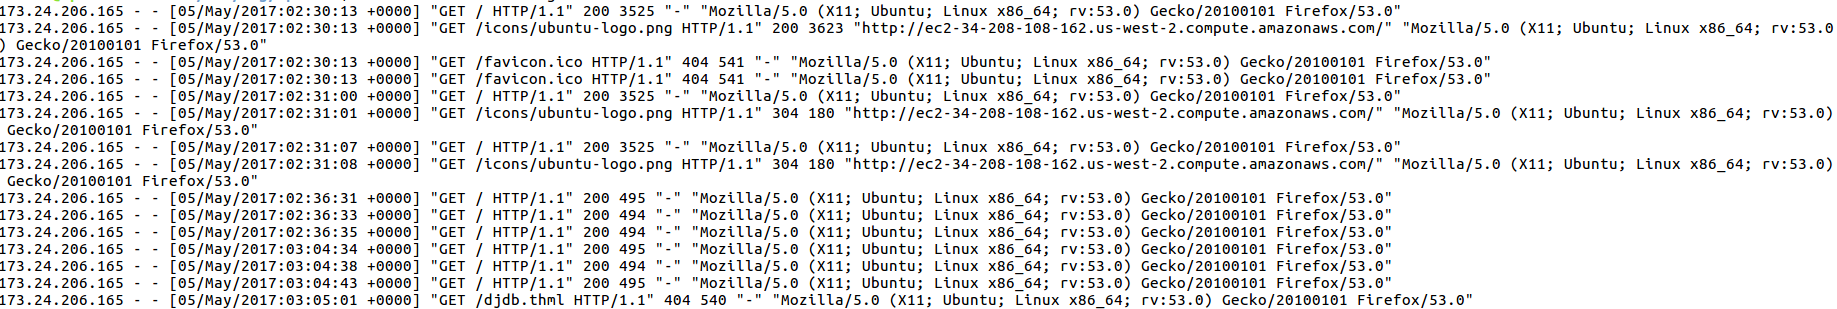 173.24.206.165 - - [05/May/2017:02:30:13 +0000] "GET / HTTP/1.1" 200 3525 "-" "Mozilla/5.0 (X11; Ubuntu; Linux x86_64; rv:53.0) Gecko/20100101 Firefox/53.0"
173.24.206.165 - - [05/May/2017:02:30:13 +0000] "GET /icons/ubuntu-logo.png HTTP/1.1" 200 3623 "http://ec2-34-208-108-162.us-west-2.compute.amazonaws.com/" "Mozilla/5.0 (X11; Ubuntu; Linux x86_64; rv:53.0
) Gecko/20100101 Firefox/53.0"
173.24.206.165 - - [05/May/2017:02:30:13 +0000] "GET /favicon.ico HTTP/1.1" 404 541 "-" "Mozilla/5.0 (X11; Ubuntu; Linux x86_64; rv:53.0) Gecko/20100101 Firefox/53.0"
173.24.206.165 - - [05/May/2017:02:30:13 +0000] "GET /favicon.ico HTTP/1.1" 404 541 "-" "Mozilla/5.0 (X11; Ubuntu; Linux x86_64; rv:53.0) Gecko/20100101 Firefox/53.0"
173.24.206.165 - - [05/May/2017:02:31:00 +0000] "GET / HTTP/1.1" 200 3525 "-" "Mozilla/5.0 (X11; Ubuntu; Linux x86_64; rv:53.0) Gecko/20100101 Firefox/53.0"
173.24.206.165 - - [05/May/2017:02:31:01 +0000] "GET /icons/ubuntu-logo.png HTTP/1.1" 304 180 "http://ec2-34-208-108-162.us-west-2.compute.amazonaws.com/" "Mozilla/5.0 (X11; Ubuntu; Linux x86_64; rv:53.0)
Gecko/20100101 Firefox/53.0"
173.24.206.165 - - [05/May/2017:02:31:07 +0000] "GET / HTTP/1.1" 200 3525 "-" "Mozilla/5.0 (X11; Ubuntu; Linux x86_64; rv:53.0) Gecko/20100101 Firefox/53.0"
173.24.206.165 - - [05/May/2017:02:31:08 +0000] "GET /icons/ubuntu-logo.png HTTP/1.1" 304 180 "http://ec2-34-208-108-162.us-west-2.compute.amazonaws.com/" "Mozilla/5.0 (X11; Ubuntu; Linux x86_64; rv:53.0)
Gecko/20100101 Firefox/53.0"
173.24.206.165 - - [05/May/2017:02:36:31 +0000] "GET / HTTP/1.1" 200 495 "-" "Mozilla/5.0 (X11; Ubuntu; Linux x86_64; rv:53.0) Gecko/20100101 Firefox/53.0"
173.24.206.165 - - [05/May/2017:02:36:33 +0000] "GET / HTTP/1.1" 200 494 "-" "Mozilla/5.0 (X11; Ubuntu; Linux x86_64; rv:53.0) Gecko/20100101 Firefox/53.0"
173.24.206.165 - - [05/May/2017:02:36:35 +0000] "GET / HTTP/1.1" 200 494 "-" "Mozilla/5.0 (X11; Ubuntu; Linux x86_64; rv:53.0) Gecko/20100101 Firefox/53.0"
173.24.206.165 - - [05/May/2017:03:04:34 +0000] "GET / HTTP/1.1" 200 495 "-" "Mozilla/5.0 (X11; Ubuntu; Linux x86_64; rv:53.0) Gecko/20100101 Firefox/53.0"
173.24.206.165 - - [05/May/2017:03:04:38 +0000] "GET / HTTP/1.1" 200 494 "-" "Mozilla/5.0 (X11; Ubuntu; Linux x86_64; rv:53.0) Gecko/20100101 Firefox/53.0"
173.24.206.165 - - [05/May/2017:03:04:43 +0000] "GET / HTTP/1.1" 200 495 "-" "Mozilla/5.0 (X11; Ubuntu; Linux x86_64; rv:53.0) Gecko/20100101 Firefox/53.0"
173.24.206.165 - - [05/May/2017:03:05:01 +0000] "GET /djdb.thml HTTP/1.1" 404 540 "-" "Mozilla/5.0 (X11; Ubuntu; Linux x86_64; rv:53.0) Gecko/20100101 Firefox/53.0"